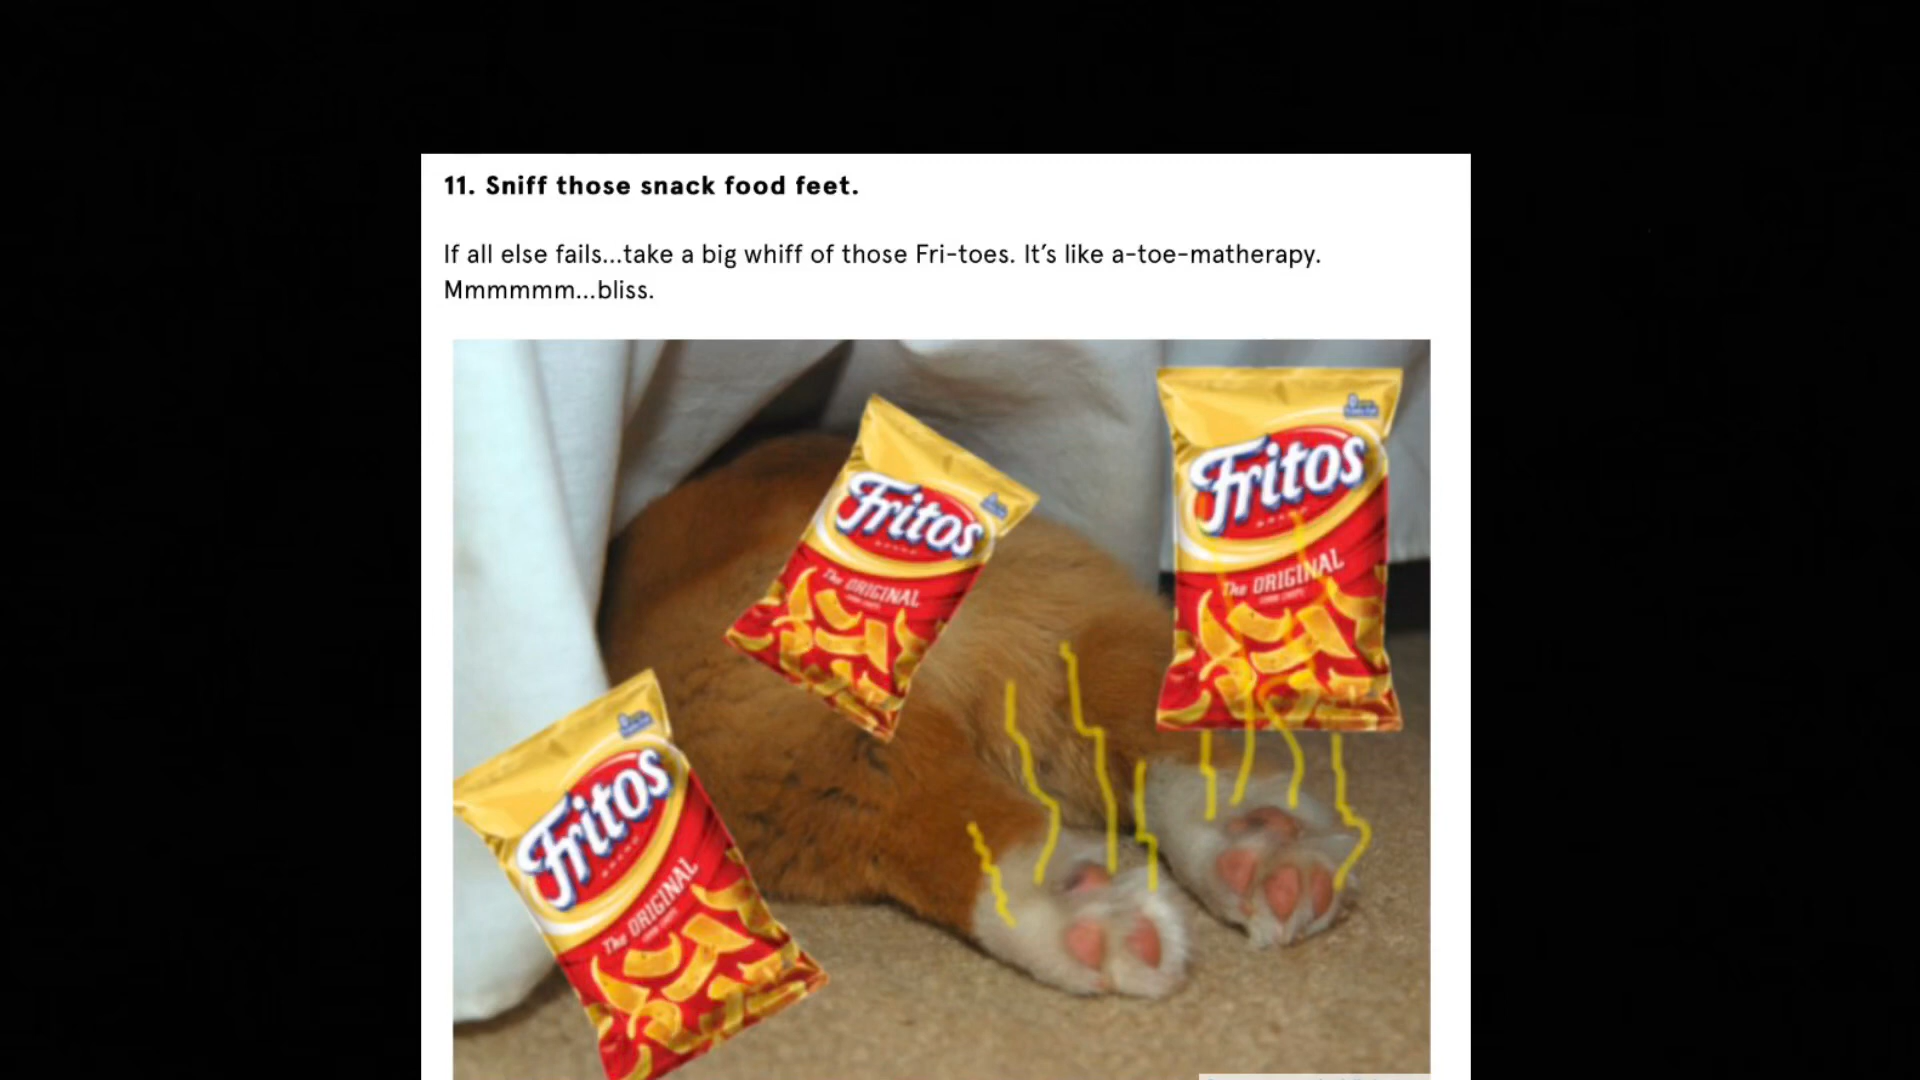 11. Sniff those snack food feet.
If all else fails...take a big whiff of those Fri-toes. It's like a-toe-matherapy.
Mmmmmm...bliss.
Fritos
The ORIGINAL
Fritos
The ORIGINAL
Fritos
The ORIGINAL